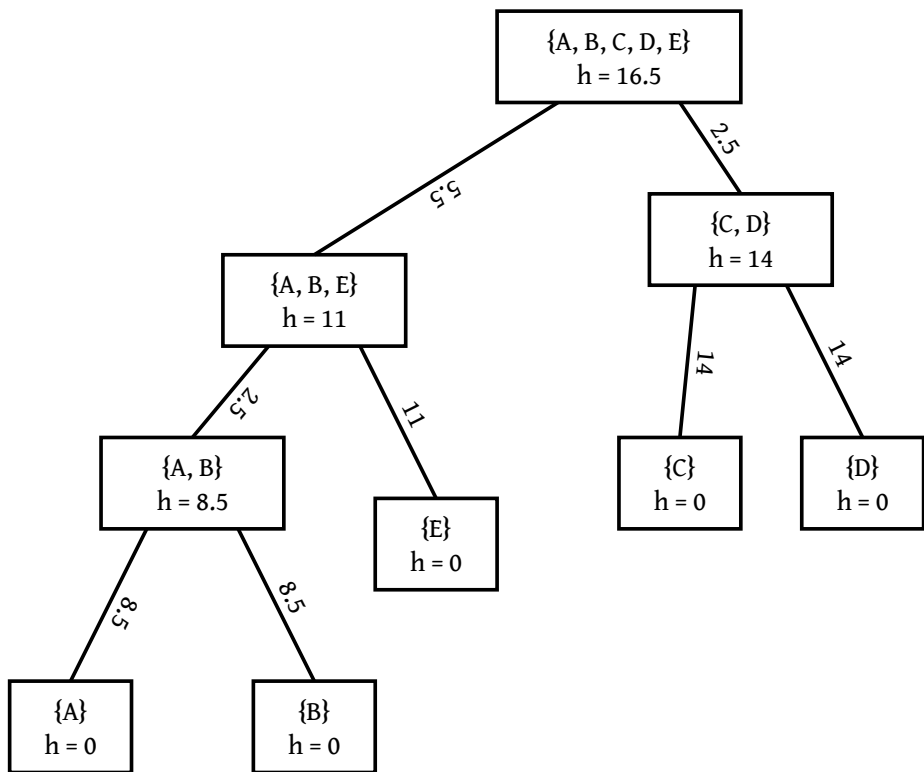 {A, B, C, D, E}
h = 16.5
2.5
5.5
{C, D}
h = 14
{A, B, E}
h = 11
14
14
2.5
11
{A, B}
h = 8.5
{C}
h = 0
{D}
h = 0
{E}
h = 0
8.5
8.5
{A}
h = 0
{B}
h = 0